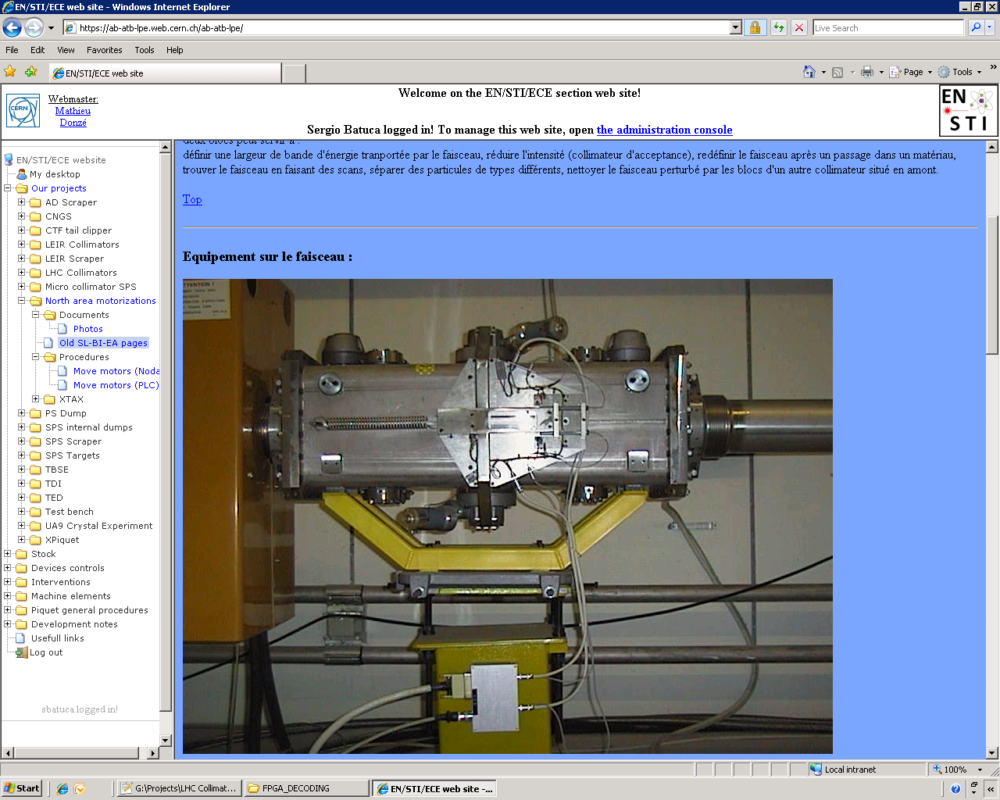 EN/STI/ECE web site - Windows Internet Explorer
https://ab-atb-lpe.web.cern.ch/ab-atb-lpe/
Live Search
File Edit View Favorites Tools Help
EN/STI/ECE web site
Page Tools
CERN
Webmaster:
Mathieu
Donzé
Welcome on the EN/STI/ECE section web site!
Sergio Batuca logged in! To manage this web site, open the administration console
EN
STI
EN/STI/ECE website
My desktop
Our projects
AD Scraper
CNGS
CTF tail clipper
LEIR Collimators
LEIR Scraper
LHC Collimators
Micro collimator SPS
North area motorizations
Documents
Photos
Old SL-BI-EA pages
Procedures
Move motors (Noda
Move motors (PLC)
XTAX
PS Dump
SPS internal dumps
SPS Scraper
SPS Targets
TBSE
TDI
TED
Test bench
UA9 Crystal Experiment
XPiquet
Stock
Devices controls
Interventions
Machine elements
Piquet general procedures
Development notes
Usefull links
Log out
sbatuca logged in!
deux blocs peut servir à :
définir une largeur de bande d'énergie tranportée par le faisceau, réduire l'intensité (collimateur d'acceptance), redéfinir le faisceau après un passage dans un matériau,
trouver le faisceau en faisant des scans, séparer des particules de types différents, nettoyer le faisceau perturbé par les blocs d'un autre collimateur situé en amont.
Top
Equipement sur le faisceau :
ATTENTION !
Local intranet
100%
Start
G:\Projects\LHC Collimat...
FPGA_DECODING
EN/STI/ECE web site -...